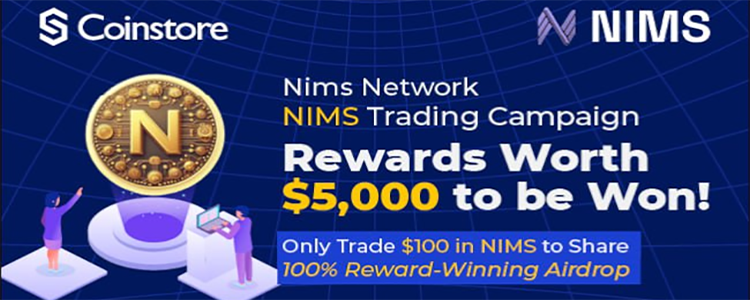 Coinstore
NIMS
Nims Network
NIMS Trading Campaign
Rewards Worth
$5,000 to be Won!
Only Trade $100 in NIMS to Share
100% Reward-Winning Airdrop
N